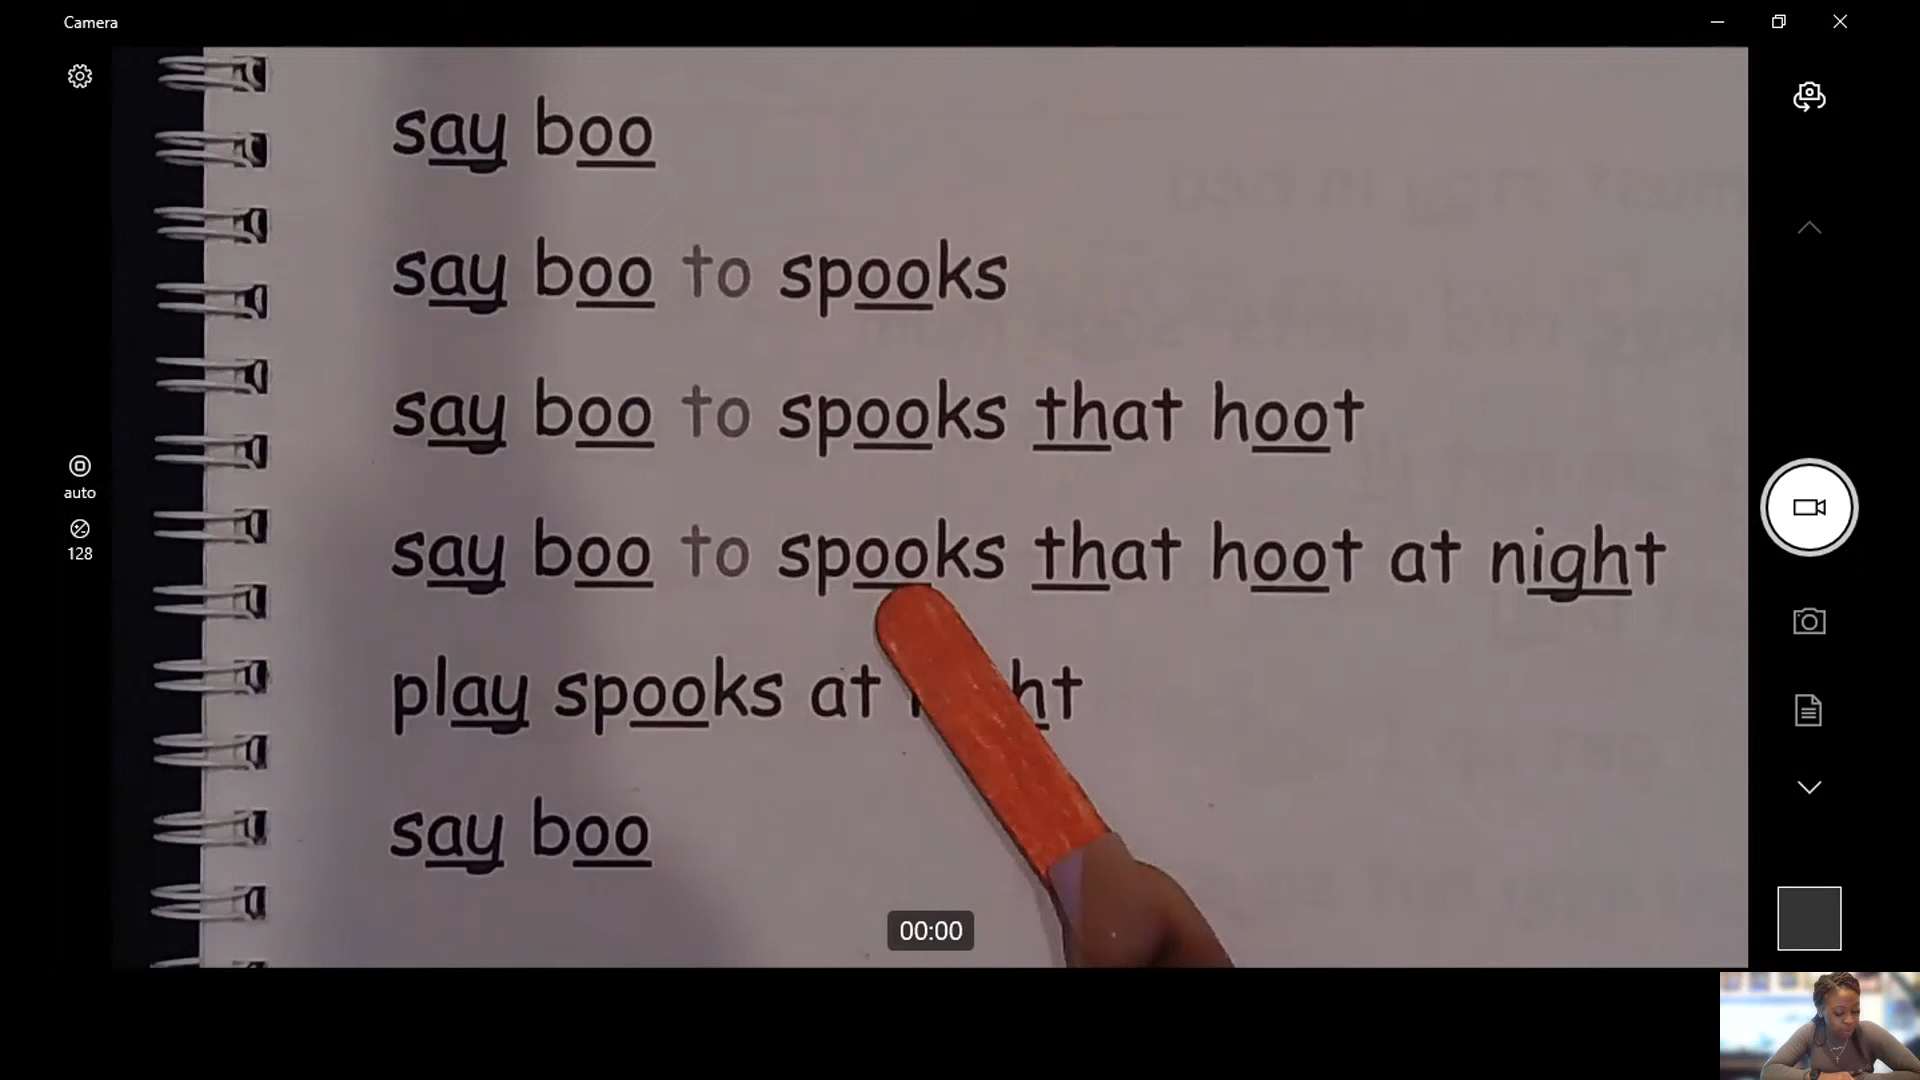 Camera
say boo
say boo to spooks
say boo to spooks that hoot
auto
128
say boo to spooks that hoot at night
play spooks at
say boo
00:00